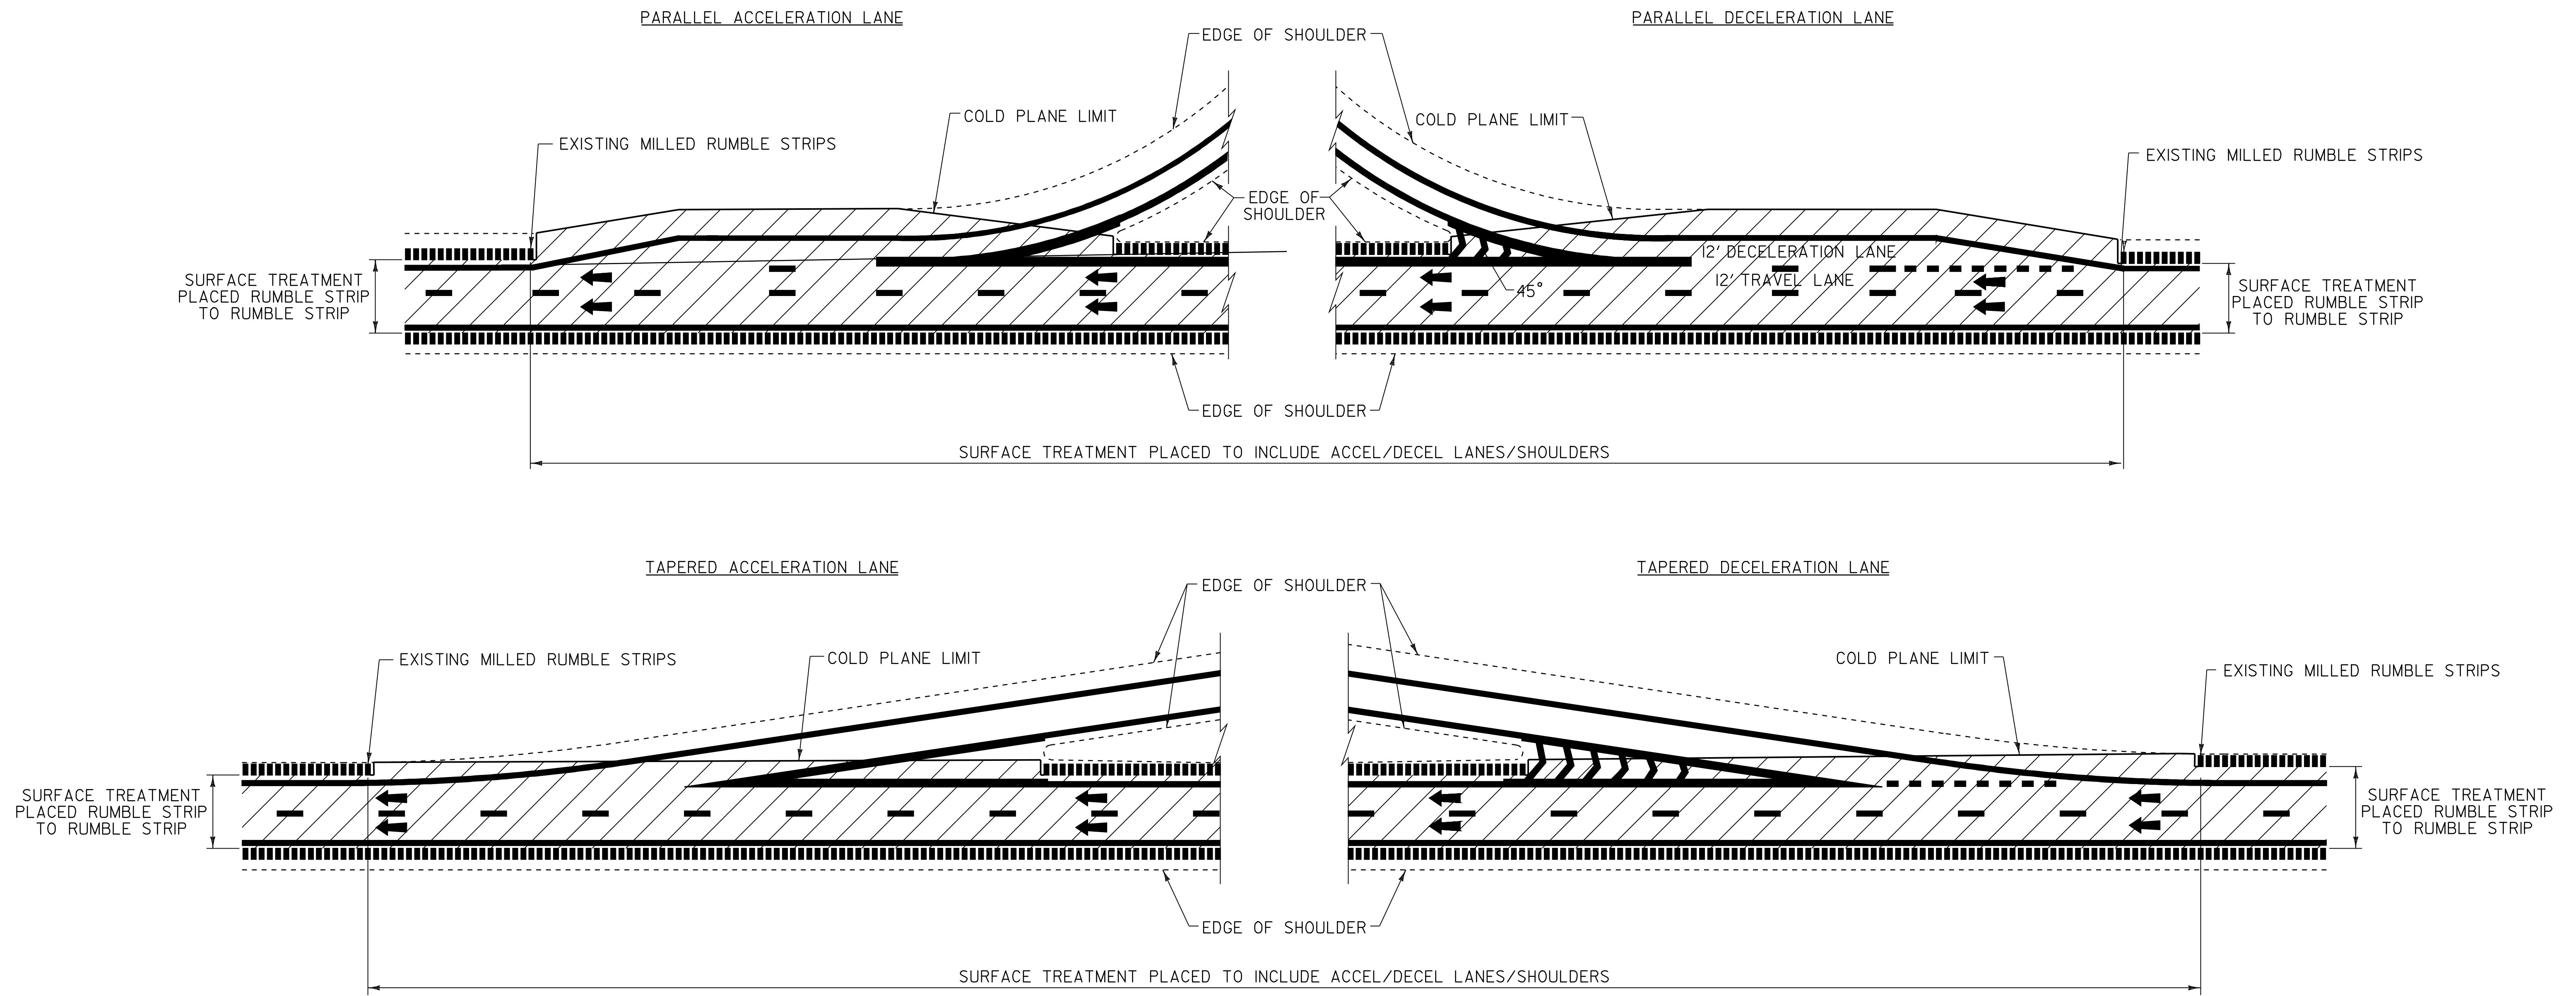 PARALLEL ACCELERATION LANE
PARALLEL DECELERATION LANE
EDGE OF SHOULDER
COLD PLANE LIMIT
COLD PLANE LIMIT
EXISTING MILLED RUMBLE STRIPS
EXISTING MILLED RUMBLE STRIPS
EDGE OF
SHOULDER
12' DECELERATION LANE
12' TRAVEL LANE
45°
SURFACE TREATMENT
PLACED RUMBLE STRIP
TO RUMBLE STRIP
SURFACE TREATMENT
PLACED RUMBLE STRIP
TO RUMBLE STRIP
EDGE OF SHOULDER
SURFACE TREATMENT PLACED TO INCLUDE ACCEL/DECEL LANES/SHOULDERS
TAPERED ACCELERATION LANE
TAPERED DECELERATION LANE
EDGE OF SHOULDER
EXISTING MILLED RUMBLE STRIPS
COLD PLANE LIMIT
COLD PLANE LIMIT
EXISTING MILLED RUMBLE STRIPS
SURFACE TREATMENT
PLACED RUMBLE STRIP
TO RUMBLE STRIP
SURFACE TREATMENT
PLACED RUMBLE STRIP
TO RUMBLE STRIP
EDGE OF SHOULDER
SURFACE TREATMENT PLACED TO INCLUDE ACCEL/DECEL LANES/SHOULDERS